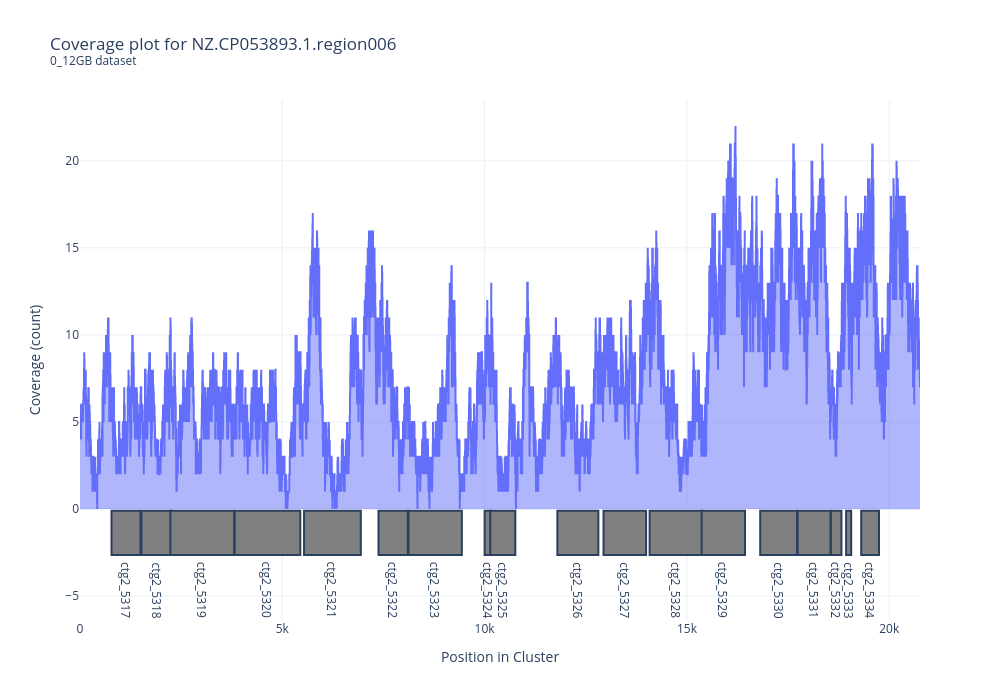 Coverage plot for NZ.CP053893.1.region006
0_12GB dataset
Coverage (count)
20
15
10
5
0
−5
ctg2_5317
ctg2_5318
ctg2_5319
ctg2_5320
ctg2_5321
ctg2_5322
ctg2_5323
ctg2_5324
ctg2_5325
ctg2_5326
ctg2_5327
ctg2_5328
ctg2_5329
ctg2_5330
ctg2_5331
ctg2_5332
ctg2_5333
ctg2_5334
0 5k 10k 15k 20k
Position in Cluster